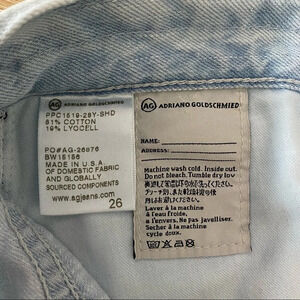 AG ADRIANO GOLDSCHMIED
PPC1519-28Y-SHD
81% COTTON
19% LYOCELL
PO#AG-26876
BW15156
MADE IN U.S.A.
OF DOMESTIC FABRIC
AND GLOBALLY
SOURCED COMPONENTS
www.agjeans.com
26
AG ADRIANO GOLDSCHMIED
NAME:
ADDRESS:
Machine wash cold. Inside out.
Do not bleach. Tumble dry low.
Laver à la machine
à l'eau froide,
à l'envers. Ne pas javelliser.
Sécher à la machine
cycle doux.